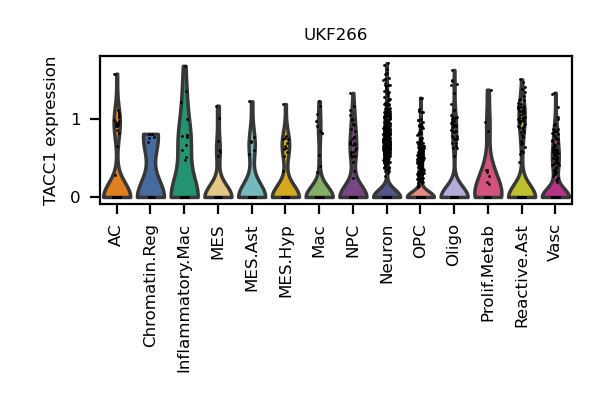 UKF266
TACC1 expression
1
0
AC
Chromatin.Reg
Inflammatory.Mac
MES
MES.Ast
MES.Hyp
Mac
NPC
Neuron
OPC
Oligo
Prolif.Metab
Reactive.Ast
Vasc